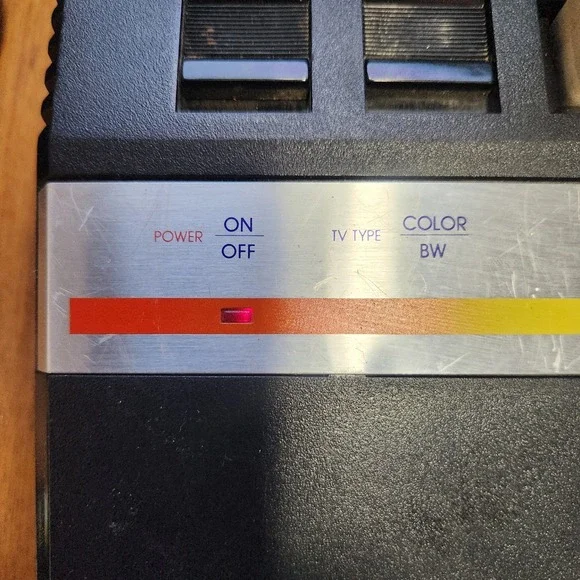 POWER ON
OFF
TV TYPE COLOR
BW